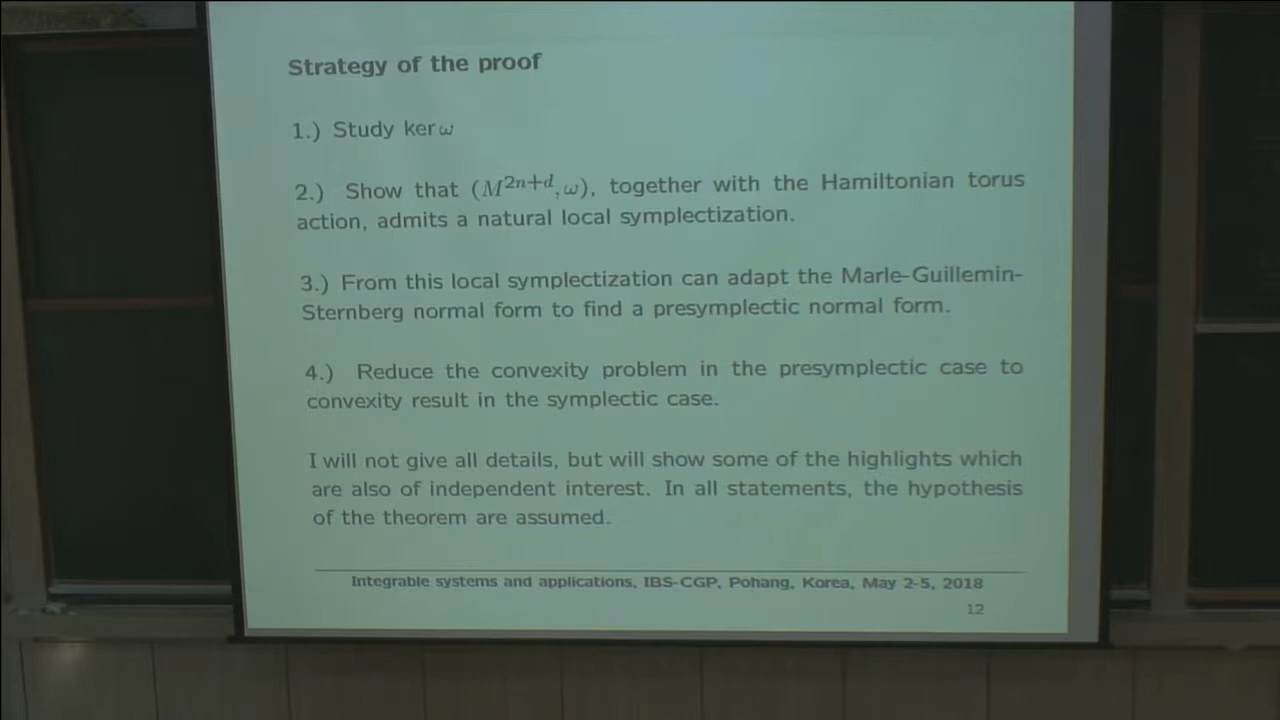 Strategy of the proof
1.) Study ker ω
2.) Show that (M^{2n+d}, ω), together with the Hamiltonian torus
action, admits a natural local symplectization.
3.) From this local symplectization can adapt the Marle-Guillemin-
Sternberg normal form to find a presymplectic normal form.
4.) Reduce the convexity problem in the presymplectic case to
convexity result in the symplectic case.
I will not give all details, but will show some of the highlights which
are also of independent interest. In all statements, the hypothesis
of the theorem are assumed.
Integrable systems and applications, IBS-CGP, Pohang, Korea, May 2-5, 2018
12